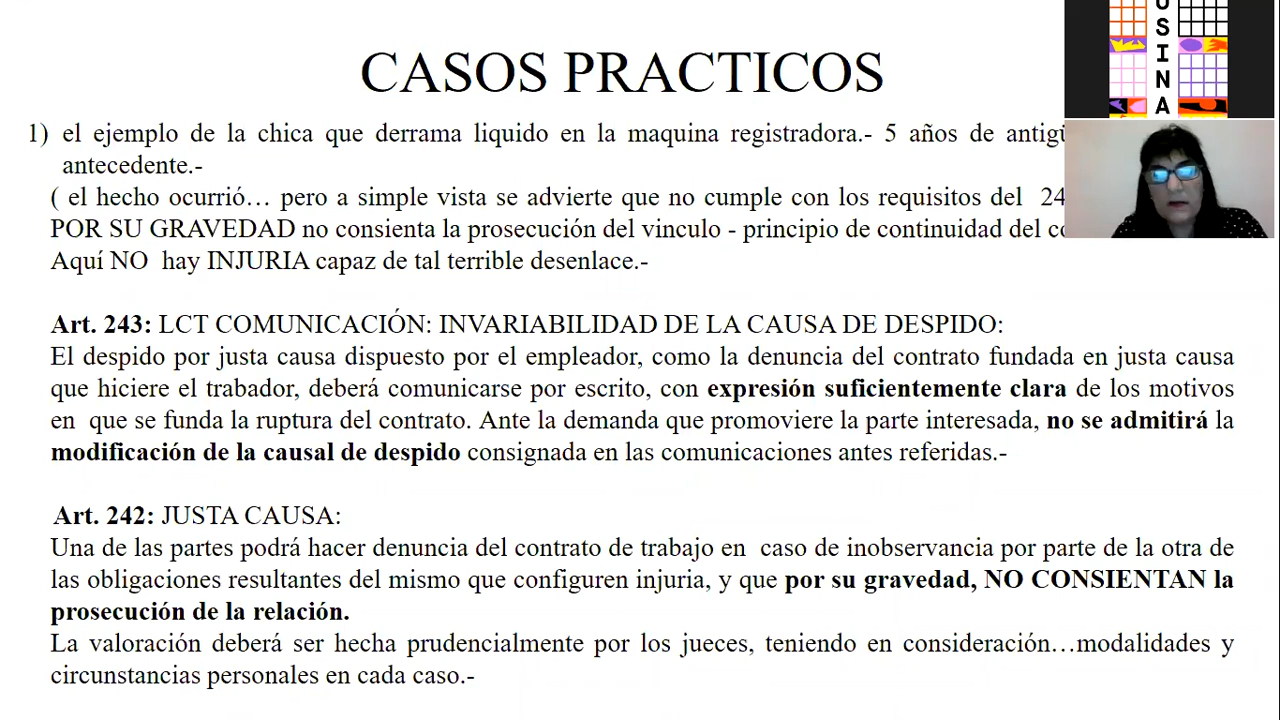 CASOS PRACTICOS
1) el ejemplo de la chica que derrama liquido en la maquina registradora.- 5 años de
antecedente.-
( el hecho ocurrió… pero a simple vista se advierte que no cumple con los requisitos del
POR SU GRAVEDAD no consienta la prosecución del vinculo - principio de continuidad del
Aquí NO hay INJURIA capaz de tal terrible desenlace.-
Art. 243: LCT COMUNICACIÓN: INVARIABILIDAD DE LA CAUSA DE DESPIDO:
El despido por justa causa dispuesto por el empleador, como la denuncia del contrato fundada en justa causa
que hiciere el trabador, deberá comunicarse por escrito, con expresión suficientemente clara de los motivos
en que se funda la ruptura del contrato. Ante la demanda que promoviere la parte interesada, no se admitirá la
modificación de la causal de despido consignada en las comunicaciones antes referidas.-
Art. 242: JUSTA CAUSA:
Una de las partes podrá hacer denuncia del contrato de trabajo en caso de inobservancia por parte de la otra de
las obligaciones resultantes del mismo que configuren injuria, y que por su gravedad, NO CONSIENTAN la
prosecución de la relación.
La valoración deberá ser hecha prudencialmente por los jueces, teniendo en consideración…modalidades y
circunstancias personales en cada caso.-
USINA